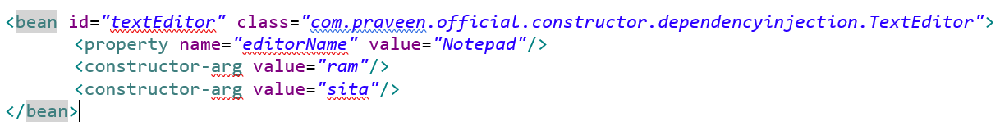 <bean id="textEditor" class="com.praveen.official.constructor.dependencyinjection.TextEditor">
<property name="editorName" value="Notepad"/>
<constructor-arg value="ram"/>
<constructor-arg value="sita"/>
</bean>